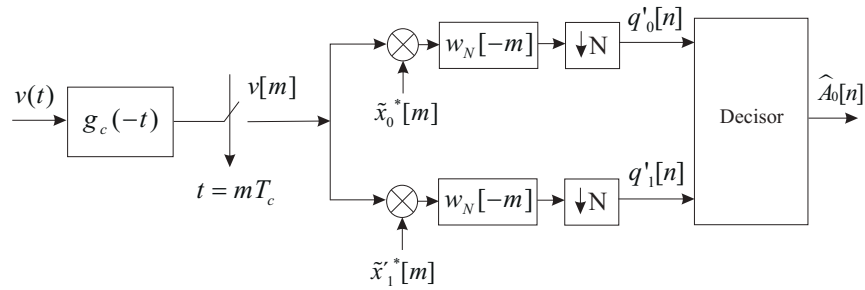 v(t)
g_c(-t)
t = mT_c
v[m]
x̃_0^*[m]
w_N[-m]
↓N
q'_0[n]
x̃'_1^*[m]
w_N[-m]
↓N
q'_1[n]
Decisor
Â_0[n]